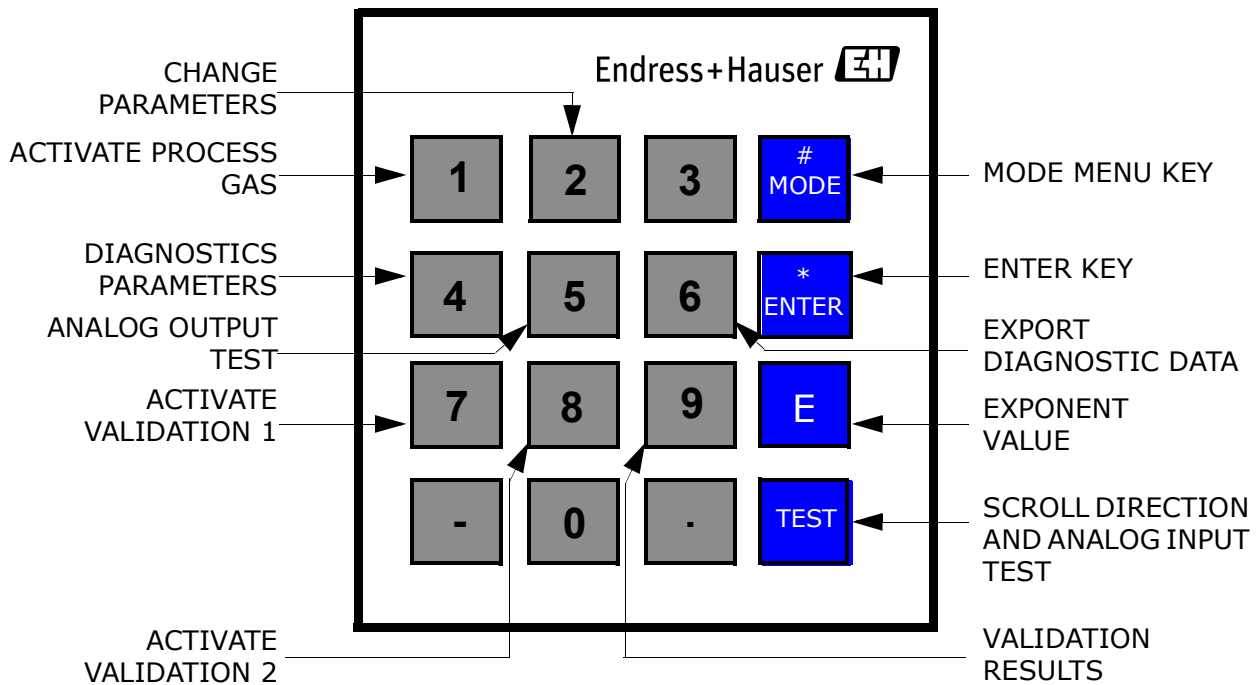 Endress+Hauser EH
CHANGE
PARAMETERS
ACTIVATE PROCESS
GAS
1
2
3
#
MODE
MODE MENU KEY
DIAGNOSTICS
PARAMETERS
4
5
6
*
ENTER
ENTER KEY
ANALOG OUTPUT
TEST
EXPORT
DIAGNOSTIC DATA
ACTIVATE
VALIDATION 1
7
8
9
E
EXPONENT
VALUE
-
0
.
TEST
SCROLL DIRECTION
AND ANALOG INPUT
TEST
ACTIVATE
VALIDATION 2
VALIDATION
RESULTS